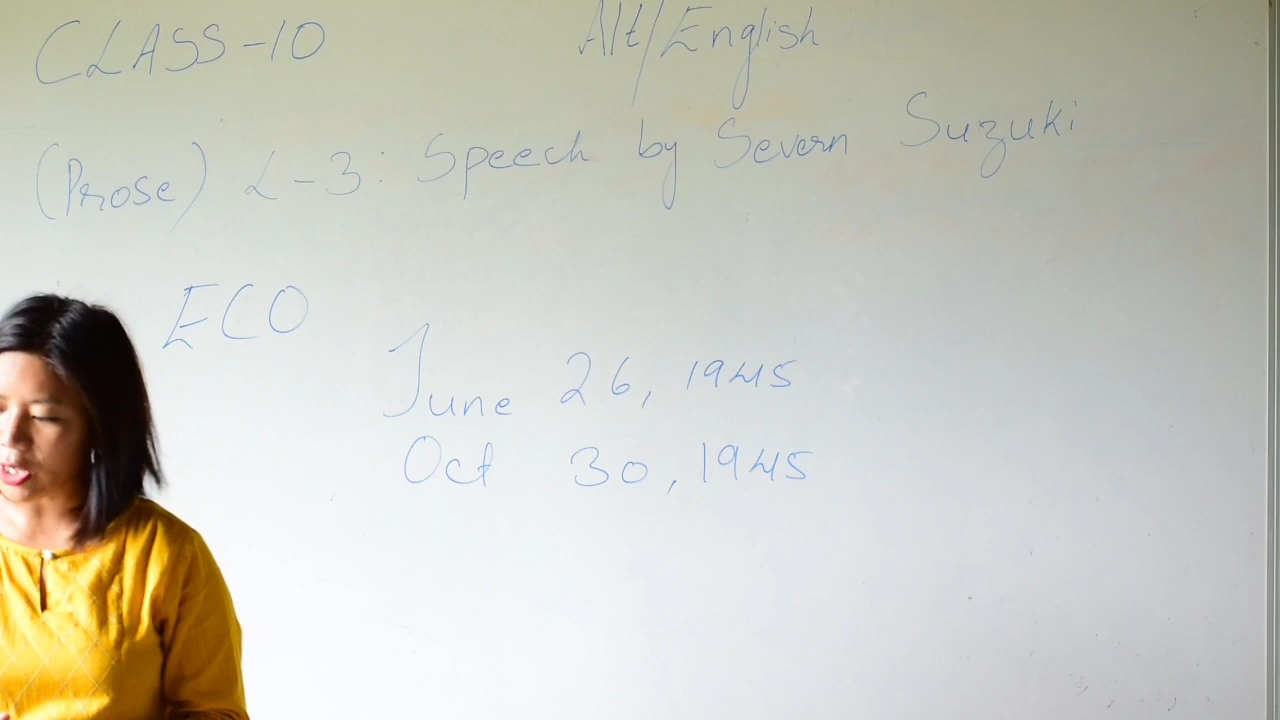 CLASS-10 Alt/English
(Prose) L-3: Speech by Severn Suzuki
ECO
June 26, 1945
Oct 30, 1945